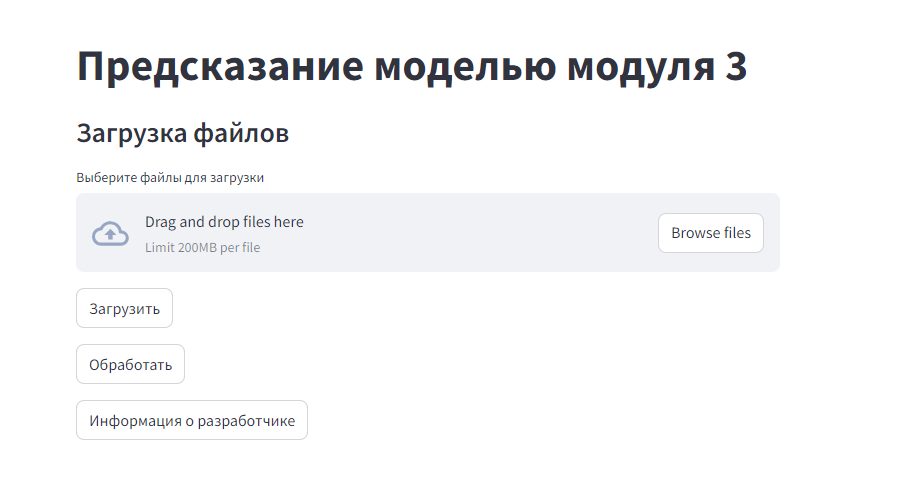 Предсказание моделью модуля 3
Загрузка файлов
Выберите файлы для загрузки
Drag and drop files here
Limit 200MB per file
Browse files
Загрузить
Обработать
Информация о разработчике